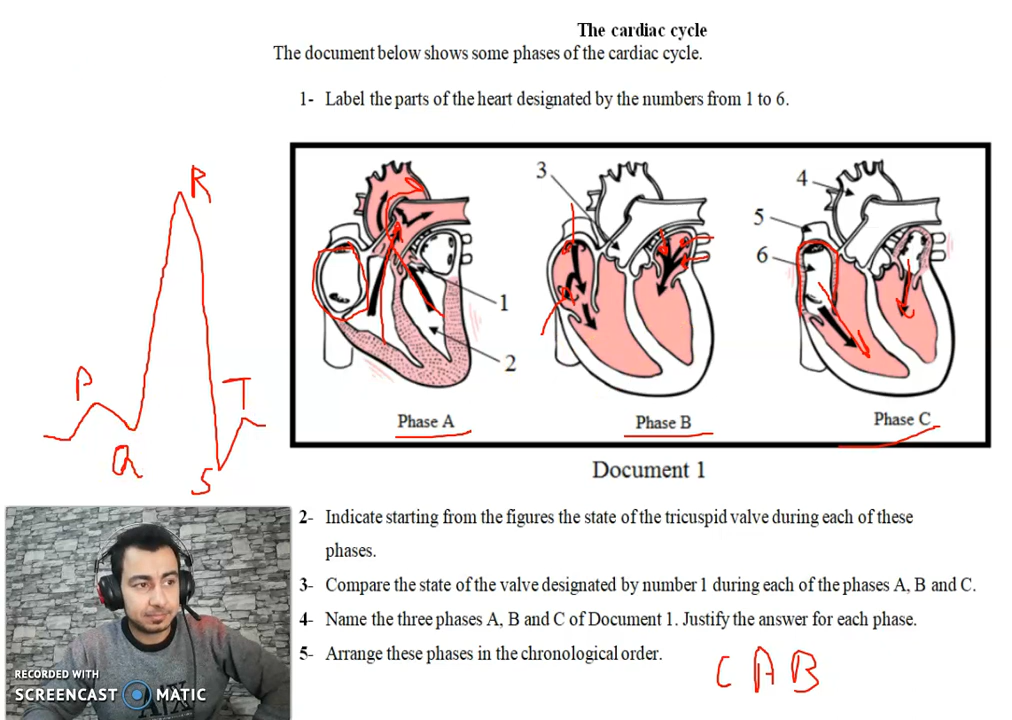 The cardiac cycle
The document below shows some phases of the cardiac cycle.
1- Label the parts of the heart designated by the numbers from 1 to 6.
R
P
Q
S
T
3
4
5
6
1
2
Phase A
Phase B
Phase C
Document 1
2- Indicate starting from the figures the state of the tricuspid valve during each of these
phases.
3- Compare the state of the valve designated by number 1 during each of the phases A, B and C.
4- Name the three phases A, B and C of Document 1. Justify the answer for each phase.
5- Arrange these phases in the chronological order.
C A B
RECORDED WITH
SCREENCAST MATIC